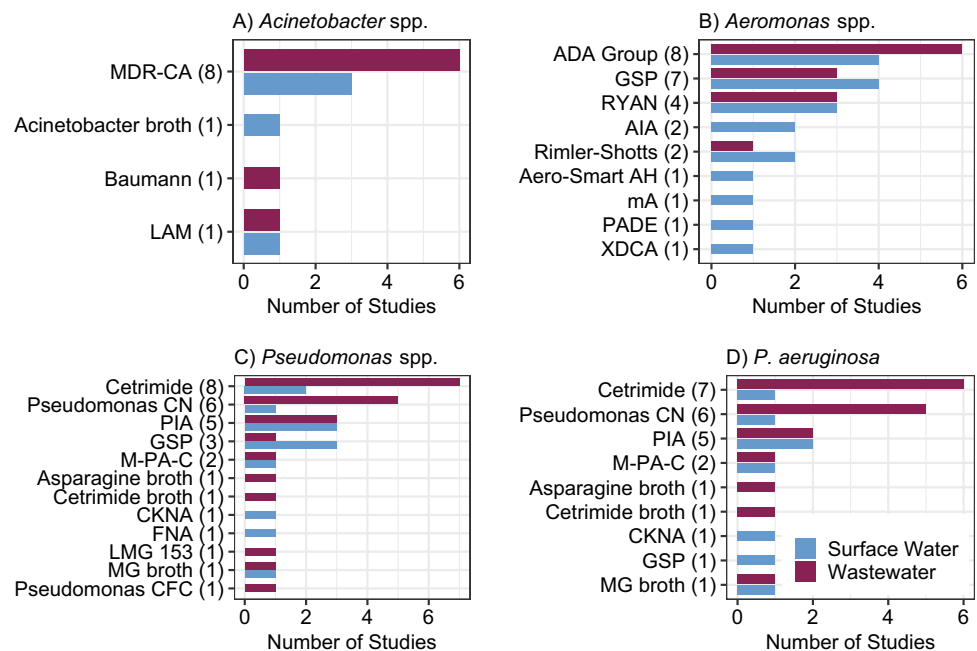 A) Acinetobacter spp.
MDR-CA (8)
Acinetobacter broth (1)
Baumann (1)
LAM (1)
0 2 4 6
Number of Studies
B) Aeromonas spp.
ADA Group (8)
GSP (7)
RYAN (4)
AIA (2)
Rimler-Shotts (2)
Aero-Smart AH (1)
mA (1)
PADE (1)
XDCA (1)
0 2 4 6
Number of Studies
C) Pseudomonas spp.
Cetrimide (8)
Pseudomonas CN (6)
PIA (5)
GSP (3)
M-PA-C (2)
Asparagine broth (1)
Cetrimide broth (1)
CKNA (1)
FNA (1)
LMG 153 (1)
MG broth (1)
Pseudomonas CFC (1)
0 2 4 6
Number of Studies
D) P. aeruginosa
Cetrimide (7)
Pseudomonas CN (6)
PIA (5)
M-PA-C (2)
Asparagine broth (1)
Cetrimide broth (1)
CKNA (1)
GSP (1)
MG broth (1)
Surface Water
Wastewater
0 2 4 6
Number of Studies